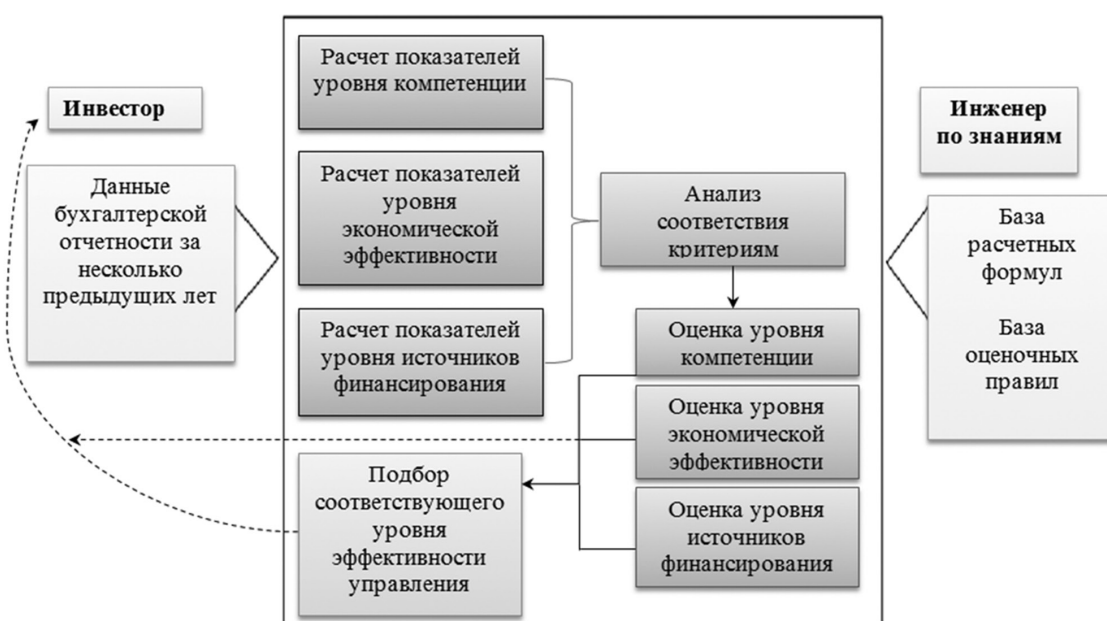 Инвестор
Данные
бухгалтерской
отчетности за
несколько
предыдущих лет
Расчет показателей
уровня компетенции
Расчет показателей
уровня
экономической
эффективности
Расчет показателей
уровня источников
финансирования
Подбор
соответствующего
уровня
эффективности
управления
Анализ
соответствия
критериям
Оценка уровня
компетенции
Оценка уровня
экономической
эффективности
Оценка уровня
источников
финансирования
Инженер
по знаниям
База
расчетных
формул
База
оценочных
правил